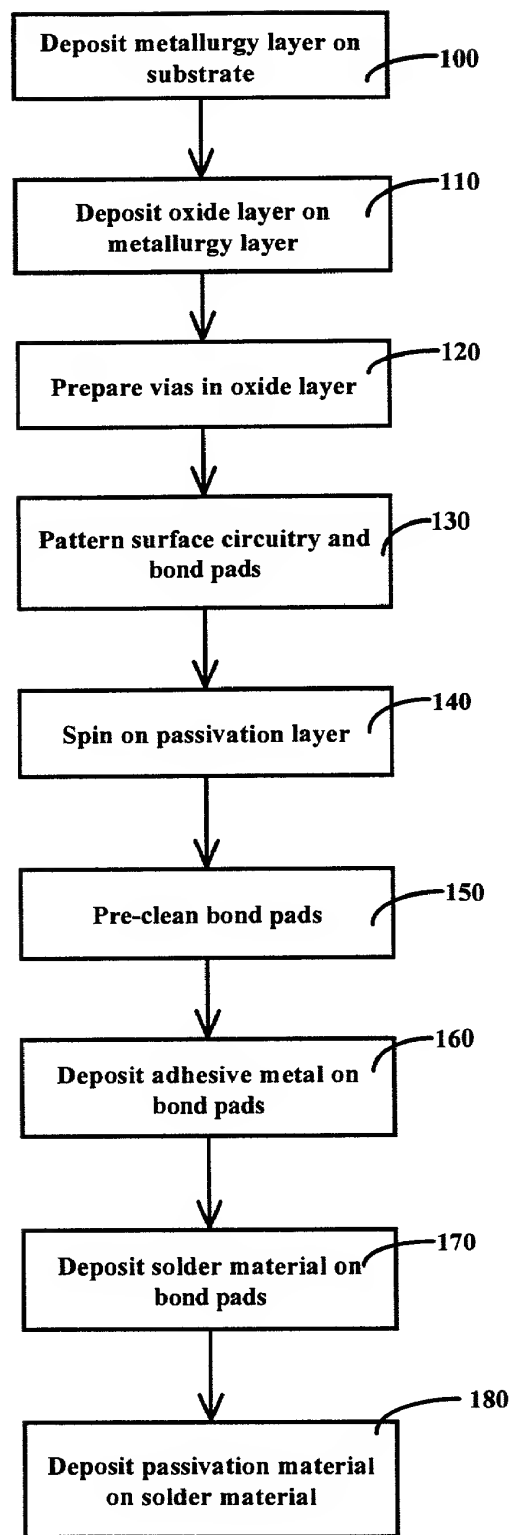 Deposit metallurgy layer on
substrate
100
Deposit oxide layer on
metallurgy layer
110
Prepare vias in oxide layer
120
Pattern surface circuitry and
bond pads
130
Spin on passivation layer
140
Pre-clean bond pads
150
Deposit adhesive metal on
bond pads
160
Deposit solder material on
bond pads
170
Deposit passivation material
on solder material
180